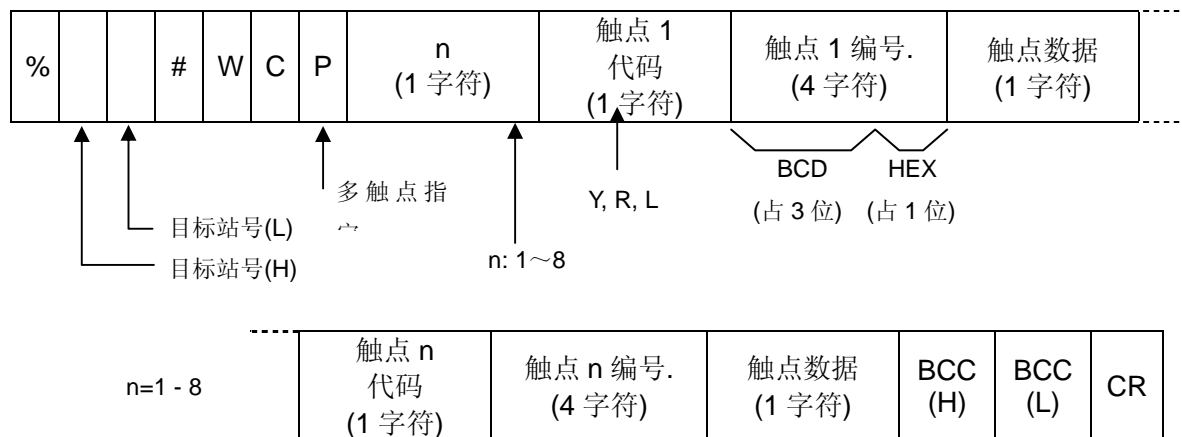 % # W C P n (1 字符) 触点 1 代码 (1 字符) 触点 1 编号. (4 字符) 触点数据 (1 字符)
BCD HEX
(占 3 位) (占 1 位)
多触点指
Y, R, L
目标站号(L)
目标站号(H)
n: 1～8
n=1 - 8
触点 n 代码 (1 字符) 触点 n 编号. (4 字符) 触点数据 (1 字符) BCC (H) BCC (L) CR